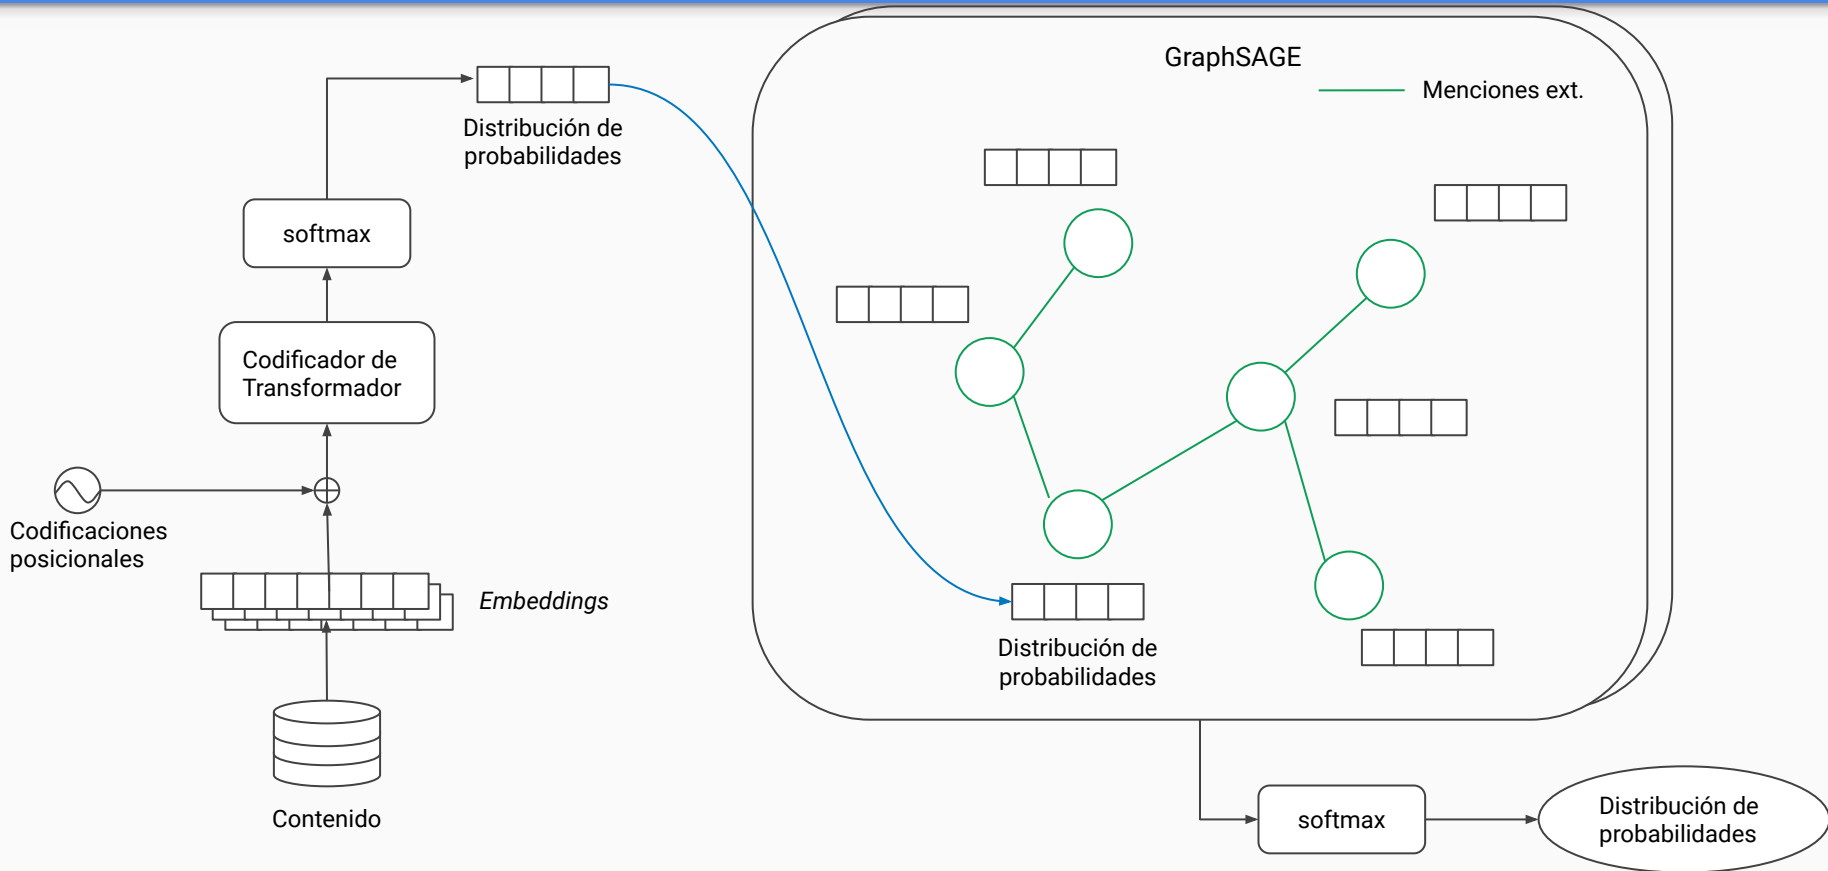 GraphSAGE
Menciones ext.
Distribución de
probabilidades
softmax
Codificador de
Transformador
Codificaciones
posicionales
Embeddings
Contenido
Distribución de
probabilidades
softmax
Distribución de
probabilidades